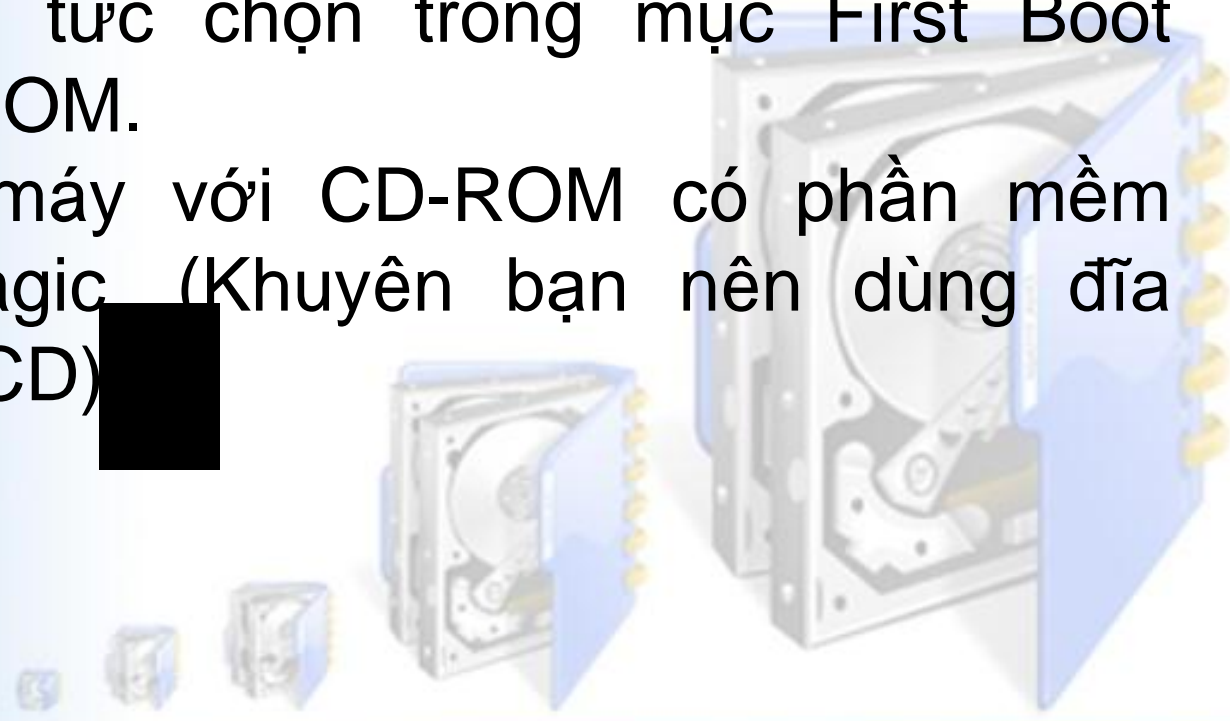 tức chọn trong mục First Boot
OM.
máy với CD-ROM có phần mềm
agic (Khuyên bạn nên dùng đĩa
CD)